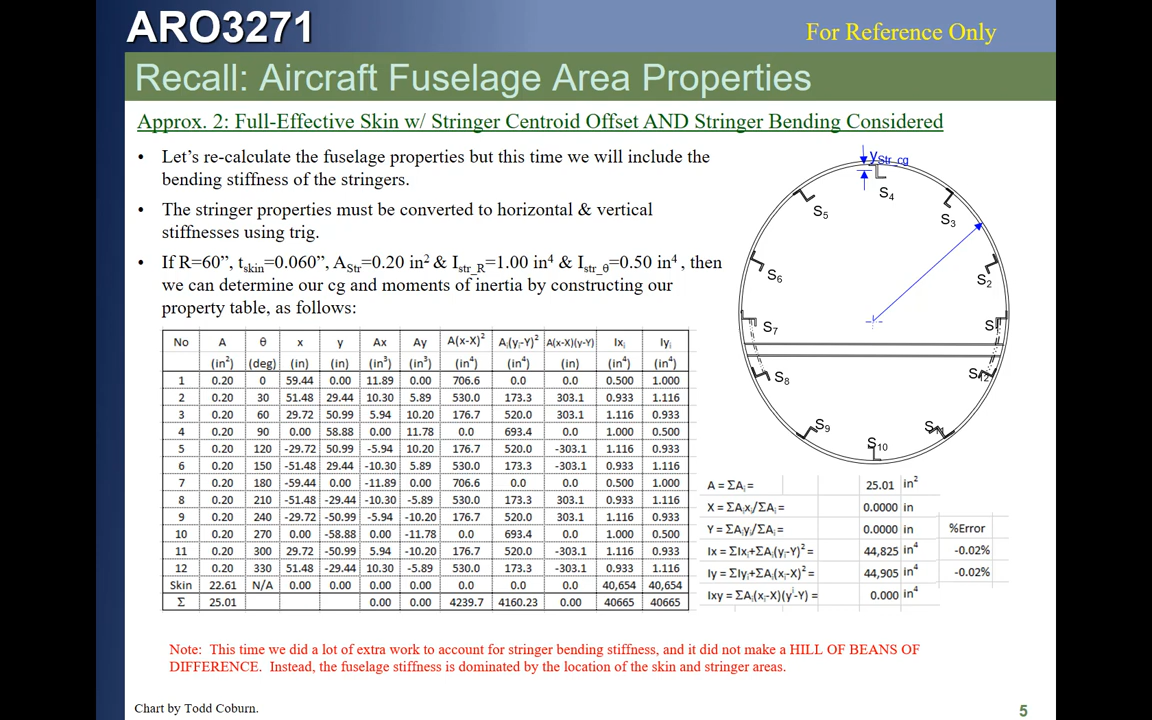 ARO3271
For Reference Only
Recall: Aircraft Fuselage Area Properties
Approx. 2: Full-Effective Skin w/ Stringer Centroid Offset AND Stringer Bending Considered
• Let's re-calculate the fuselage properties but this time we will include the
bending stiffness of the stringers.
• The stringer properties must be converted to horizontal & vertical
stiffnesses using trig.
• If R=60”, tskin=0.060”, AStr=0.20 in² & Istr_R=1.00 in⁴ & Istr_θ=0.50 in⁴ , then
we can determine our cg and moments of inertia by constructing our
property table, as follows:
No A θ x y Ax Ay A(x-X)² Ai(yi-Y)² A(x-X)(y-Y) Ixi Iyi
(in²) (deg) (in) (in) (in³) (in³) (in⁴) (in⁴) (in) (in⁴) (in⁴)
1 0.20 0 59.44 0.00 11.89 0.00 706.6 0.0 0.0 0.500 1.000
2 0.20 30 51.48 29.44 10.30 5.89 530.0 173.3 303.1 0.933 1.116
3 0.20 60 29.72 50.99 5.94 10.20 176.7 520.0 303.1 1.116 0.933
4 0.20 90 0.00 58.88 0.00 11.78 0.0 693.4 0.0 1.000 0.500
5 0.20 120 -29.72 50.99 -5.94 10.20 176.7 520.0 -303.1 1.116 0.933
6 0.20 150 -51.48 29.44 -10.30 5.89 530.0 173.3 -303.1 0.933 1.116
7 0.20 180 -59.44 0.00 -11.89 0.00 706.6 0.0 0.0 0.500 1.000
8 0.20 210 -51.48 -29.44 -10.30 -5.89 530.0 173.3 303.1 0.933 1.116
9 0.20 240 -29.72 -50.99 -5.94 -10.20 176.7 520.0 303.1 1.116 0.933
10 0.20 270 0.00 -58.88 0.00 -11.78 0.0 693.4 0.0 1.000 0.500
11 0.20 300 29.72 -50.99 5.94 -10.20 176.7 520.0 -303.1 1.116 0.933
12 0.20 330 51.48 -29.44 10.30 -5.89 530.0 173.3 -303.1 0.933 1.116
Skin 22.61 N/A 0.00 0.00 0.00 0.00 0.0 0.0 0.0 40,654 40,654
Σ 25.01 0.00 0.00 4239.7 4160.23 0.00 40665 40665
yStr_cg
S4
S5
S3
S6
S2
S7
S
S8
S12
S9
S10
A = ΣAi = 25.01 in²
X = ΣAixi/ΣAi = 0.0000 in
Y = ΣAiyi/ΣAi = 0.0000 in %Error
Ix = ΣIxi+ΣAi(yi-Y)² = 44,825 in⁴ -0.02%
Iy = ΣIyi+ΣAi(xi-X)² = 44,905 in⁴ -0.02%
Ixy = ΣAi(xi-X)(yi-Y) = 0.000 in⁴
Note: This time we did a lot of extra work to account for stringer bending stiffness, and it did not make a HILL OF BEANS OF
DIFFERENCE. Instead, the fuselage stiffness is dominated by the location of the skin and stringer areas.
Chart by Todd Coburn.
5